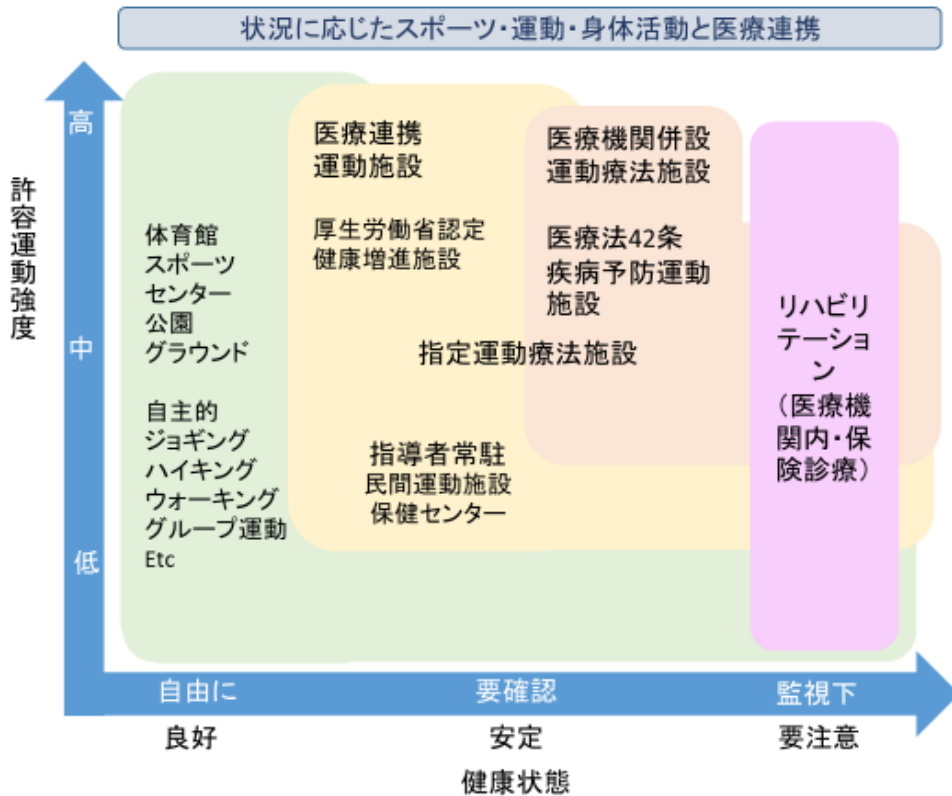 状況に応じたスポーツ・運動・身体活動と医療連携
許容運動強度
高
中
低
体育館
スポーツ
センター
公園
グラウンド
自主的
ジョギング
ハイキング
ウォーキング
グループ運動
Etc
医療連携
運動施設
厚生労働省認定
健康増進施設
指定運動療法施設
指導者常駐
民間運動施設
保健センター
医療機関併設
運動療法施設
医療法42条
疾病予防運動
施設
リハビリ
テーショ
ン
(医療機
関内・保
険診療)
自由に
要確認
監視下
良好
安定
要注意
健康状態